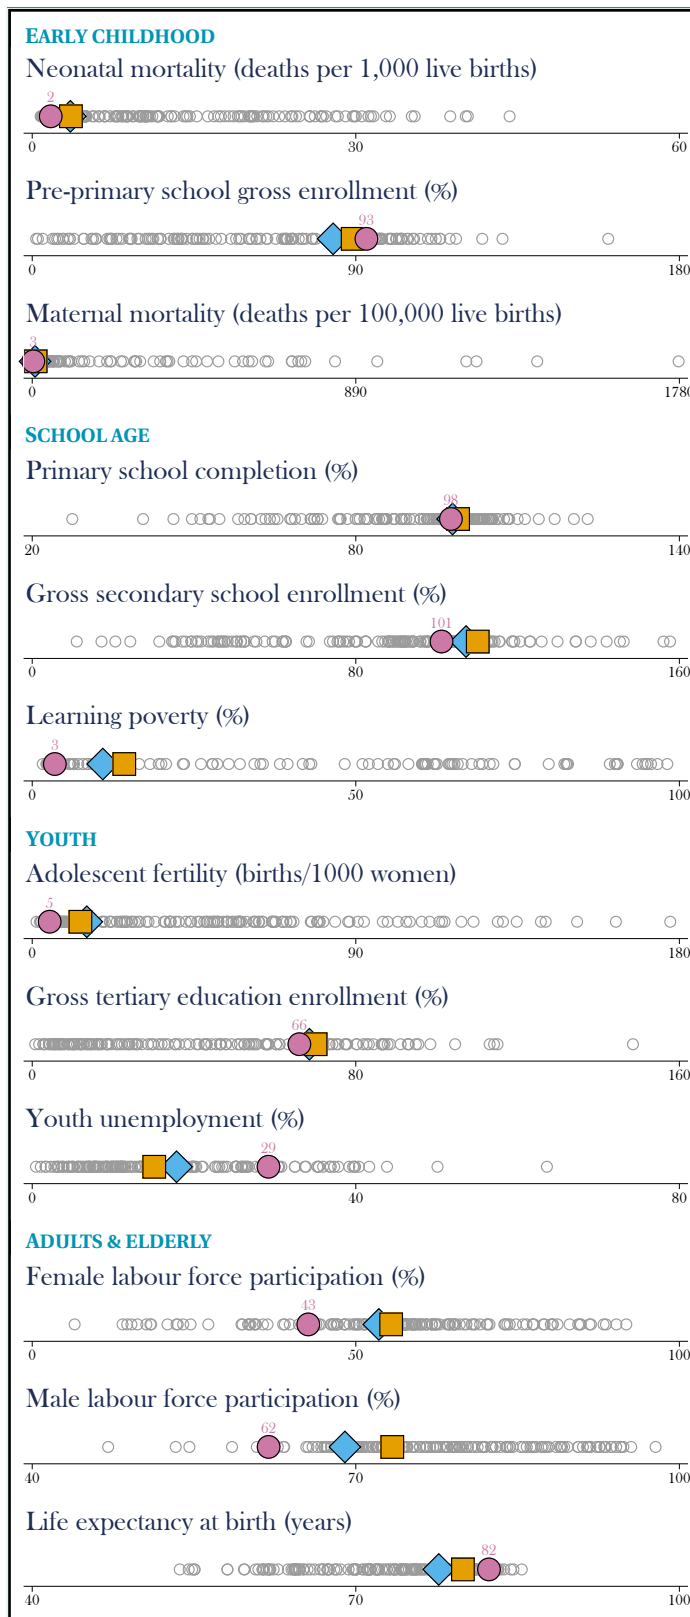 EARLY CHILDHOOD
Neonatal mortality (deaths per 1,000 live births)
2
0 30 60
Pre-primary school gross enrollment (%)
93
0 90 180
Maternal mortality (deaths per 100,000 live births)
3
0 890 1780
SCHOOL AGE
Primary school completion (%)
98
20 80 140
Gross secondary school enrollment (%)
101
0 80 160
Learning poverty (%)
3
0 50 100
YOUTH
Adolescent fertility (births/1000 women)
5
0 90 180
Gross tertiary education enrollment (%)
66
0 80 160
Youth unemployment (%)
29
0 40 80
ADULTS & ELDERLY
Female labour force participation (%)
43
0 50 100
Male labour force participation (%)
62
40 70 100
Life expectancy at birth (years)
82
40 70 100